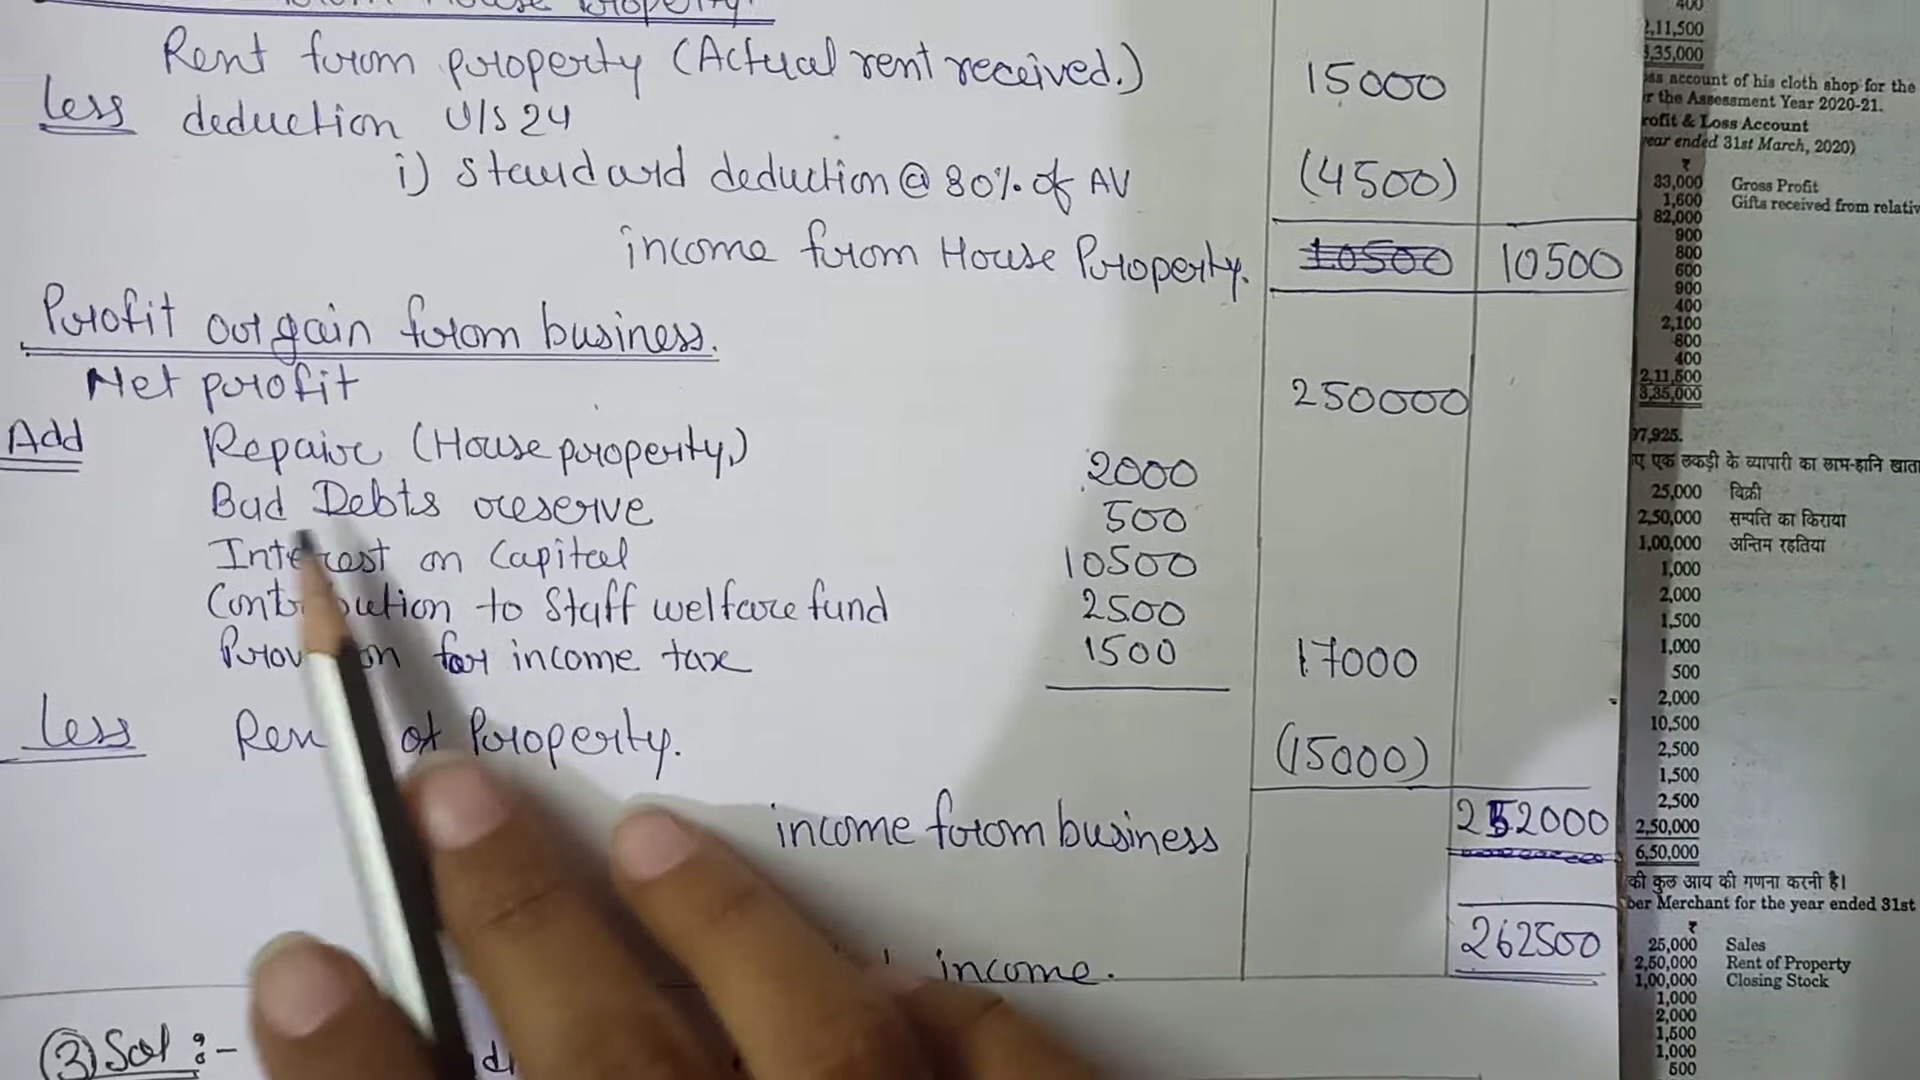 Rent from property (Actual rent received.) 15000
Less deduction U/S 24
i) standard deduction @ 30% of AV (4500)
income from House Property. 10500 10500
Profit or gain from business.
Net profit 250000
Add Repair (House property) 2000
Bad Debts reserve 500
Interest on Capital 10500
Contribution to Staff welfare fund 2500
Provision for income tax 1500 17000
Less Ren of Property. (15000)
income from business 252000
income. 262500
(3) Sol :-
400
2,11,500
3,35,000
account of his cloth shop for the
the Assessment Year 2020-21.
rofit & Loss Account
ear ended 31st March, 2020)
₹
33,000 Gross Profit
1,600 Gifts received from relativ
82,000
900
800
600
900
400
2,100
800
400
2,11,500
3,35,000
97,925.
एक लकड़ी के व्यापारी का लाभ-हानि खाता
25,000 विक्री
2,50,000 सम्पत्ति का किराया
1,00,000 अन्तिम रहतिया
1,000
2,000
1,500
1,000
500
2,000
10,500
2,500
1,500
2,500
2,50,000
6,50,000
की कुल आय की गणना करनी है।
ber Merchant for the year ended 31st
₹
25,000 Sales
2,50,000 Rent of Property
1,00,000 Closing Stock
1,000
2,000
1,500
1,000
500